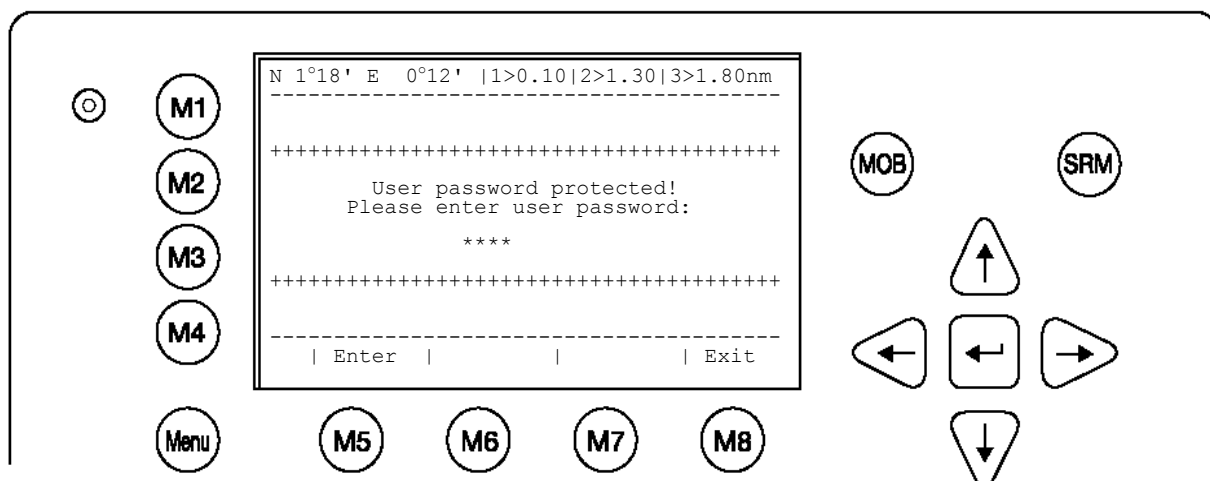 N 1°18' E 0°12' |1>0.10|2>1.30|3>1.80nm
----------------------------------------
++++++++++++++++++++++++++++++++++++++++
User password protected!
Please enter user password:
****
++++++++++++++++++++++++++++++++++++++++
----------------------------------------
| Enter | | | Exit
M1
M2
M3
M4
Menu
M5
M6
M7
M8
MOB
SRM